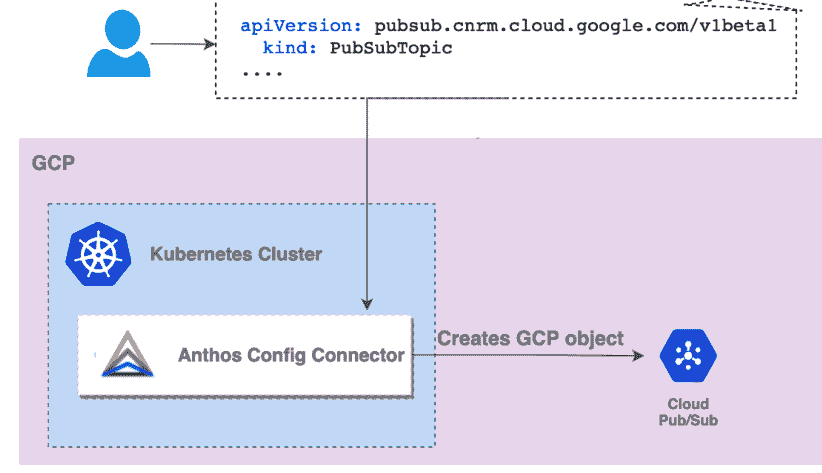 apiVersion: pubsub.cnrm.cloud.google.com/v1beta1
kind: PubSubTopic
....
GCP
Kubernetes Cluster
Anthos Config Connector
Creates GCP object
Cloud
Pub/Sub